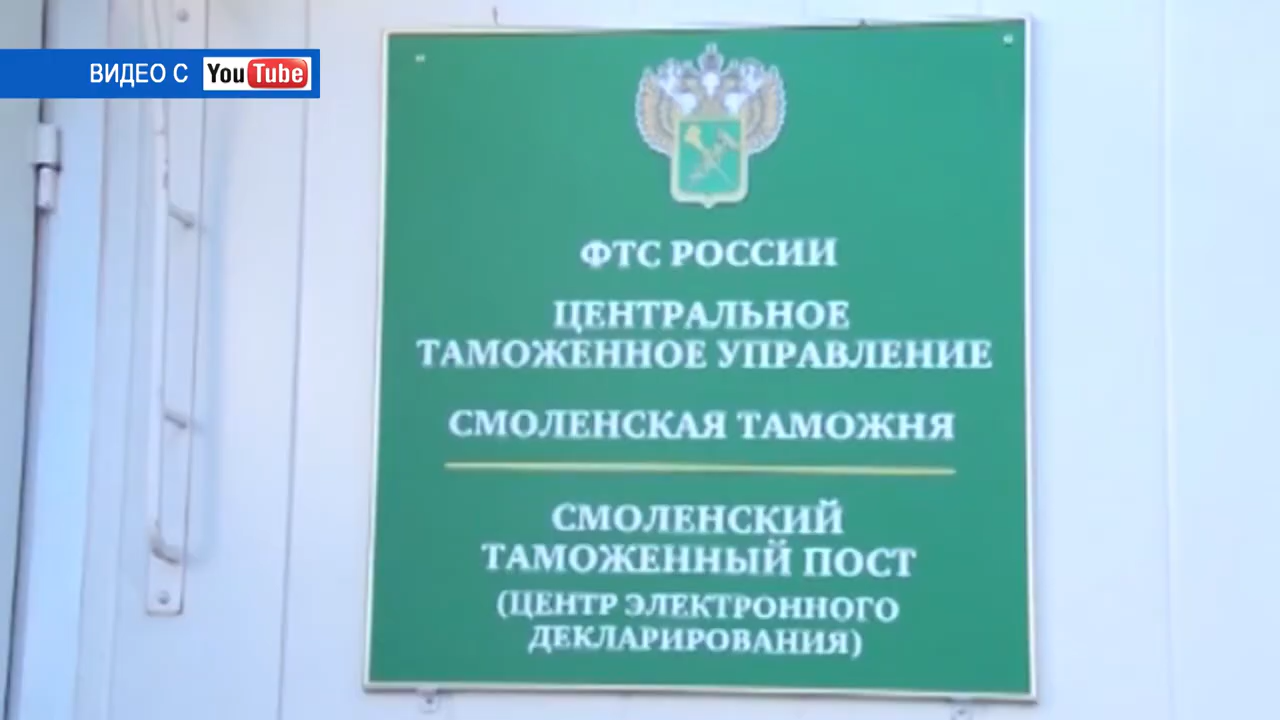 ВИДЕО С YouTube
ФТС РОССИИ
ЦЕНТРАЛЬНОЕ
ТАМОЖЕННОЕ УПРАВЛЕНИЕ
СМОЛЕНСКАЯ ТАМОЖНЯ
СМОЛЕНСКИЙ
ТАМОЖЕННЫЙ ПОСТ
(ЦЕНТР ЭЛЕКТРОННОГО
ДЕКЛАРИРОВАНИЯ)